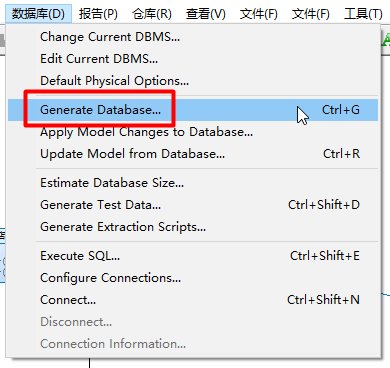 数据库(D) 报告(P) 仓库(R) 查看(V) 文件(F) 文件(F) 工具(T)
Change Current DBMS...
Edit Current DBMS...
Default Physical Options...
Generate Database... Ctrl+G
Apply Model Changes to Database...
Update Model from Database... Ctrl+R
Estimate Database Size...
Generate Test Data... Ctrl+Shift+D
Generate Extraction Scripts...
Execute SQL... Ctrl+Shift+E
Configure Connections...
Connect... Ctrl+Shift+N
Disconnect...
Connection Information...